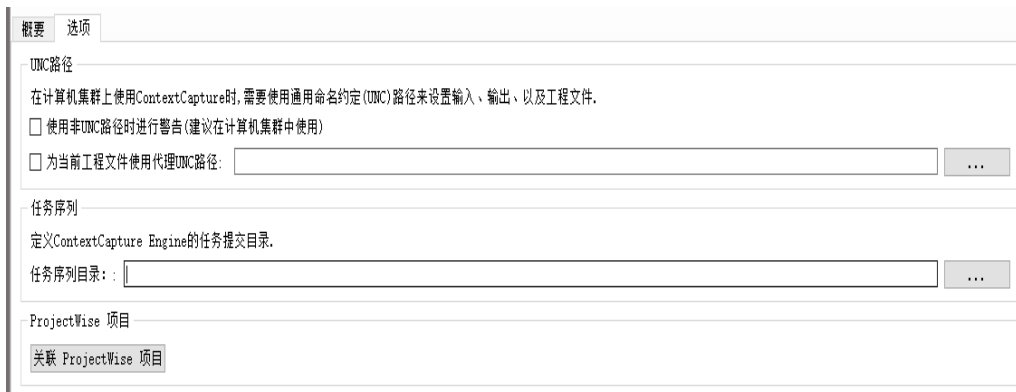 概要 选项
UNC路径
在计算机集群上使用ContextCapture时,需要使用通用命名约定(UNC)路径来设置输入、输出、以及工程文件.
使用非UNC路径时进行警告(建议在计算机集群中使用)
为当前工程文件使用代理UNC路径: ...
任务序列
定义ContextCapture Engine的任务提交目录.
任务序列目录: : ...
ProjectWise 项目
关联 ProjectWise 项目